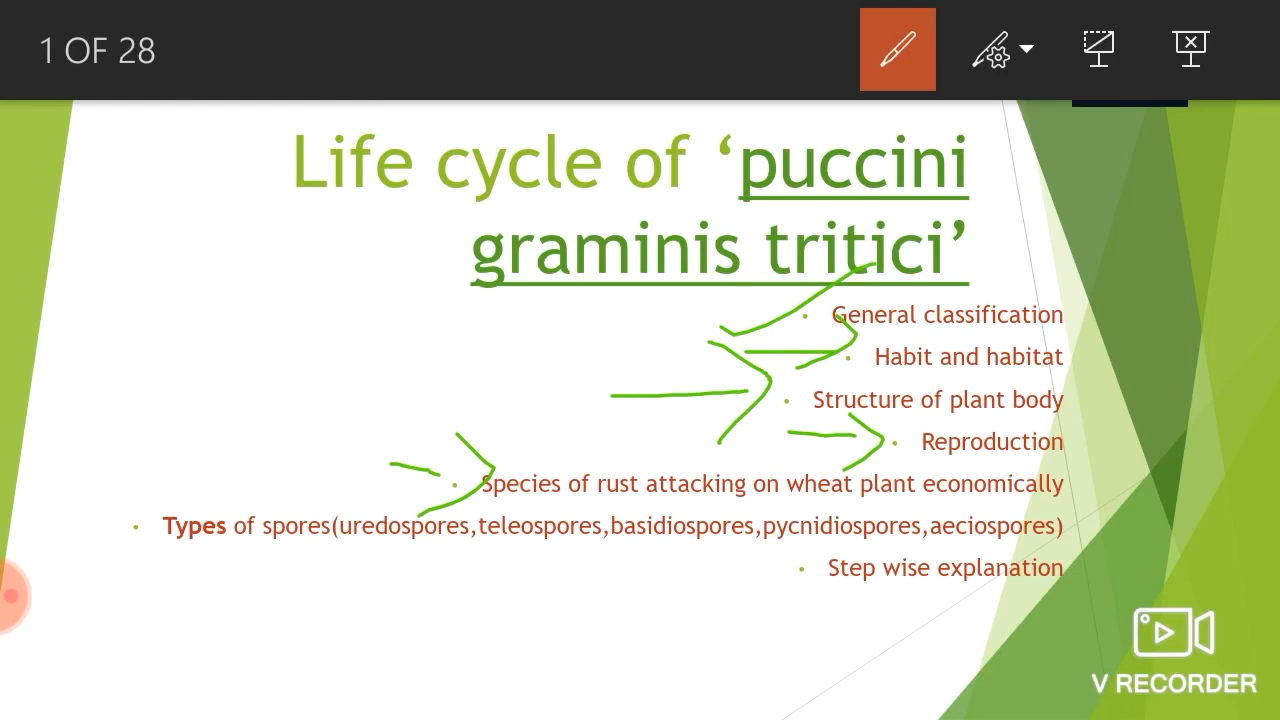 1 OF 28
Life cycle of ‘puccini
graminis tritici’
• General classification
• Habit and habitat
• Structure of plant body
• Reproduction
• Species of rust attacking on wheat plant economically
• Types of spores(uredospores,teleospores,basidiospores,pycnidiospores,aeciospores)
• Step wise explanation
V RECORDER